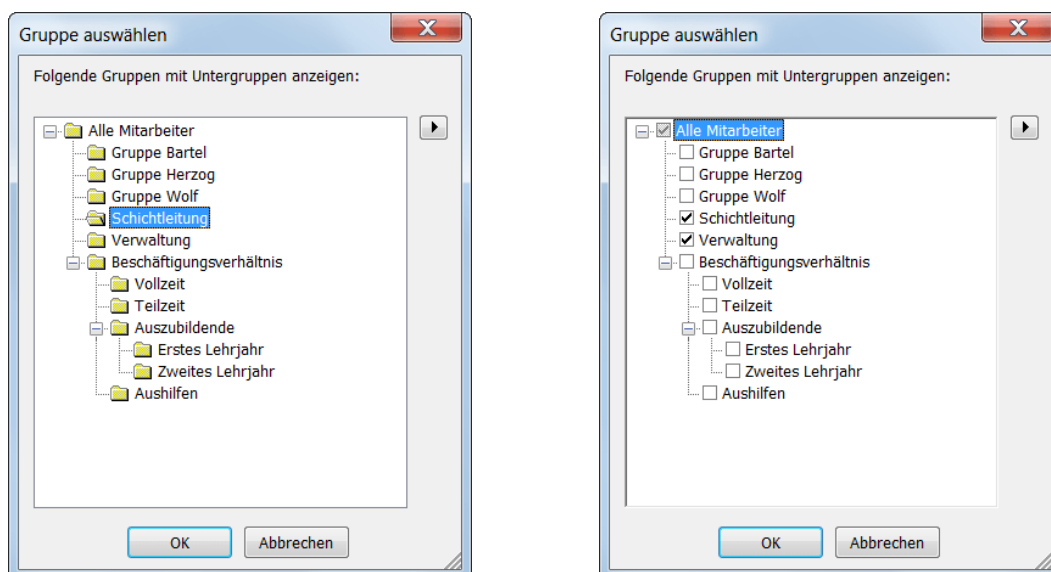 Gruppe auswählen
Folgende Gruppen mit Untergruppen anzeigen:
Alle Mitarbeiter
Gruppe Bartel
Gruppe Herzog
Gruppe Wolf
Schichtleitung
Verwaltung
Beschäftigungsverhältnis
Vollzeit
Teilzeit
Auszubildende
Erstes Lehrjahr
Zweites Lehrjahr
Aushilfen
OK
Abbrechen
Gruppe auswählen
Folgende Gruppen mit Untergruppen anzeigen:
Alle Mitarbeiter
Gruppe Bartel
Gruppe Herzog
Gruppe Wolf
Schichtleitung
Verwaltung
Beschäftigungsverhältnis
Vollzeit
Teilzeit
Auszubildende
Erstes Lehrjahr
Zweites Lehrjahr
Aushilfen
OK
Abbrechen